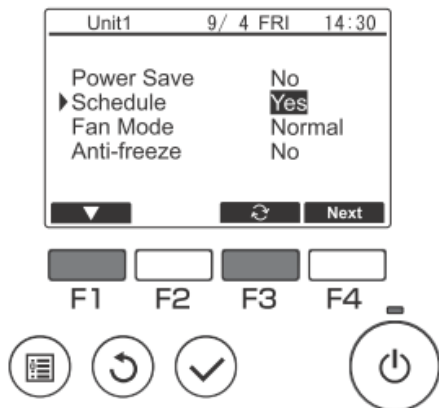 Unit1 9/ 4 FRI 14:30
Power Save No
Schedule Yes
Fan Mode Normal
Anti-freeze No
Next
F1 F2 F3 F4